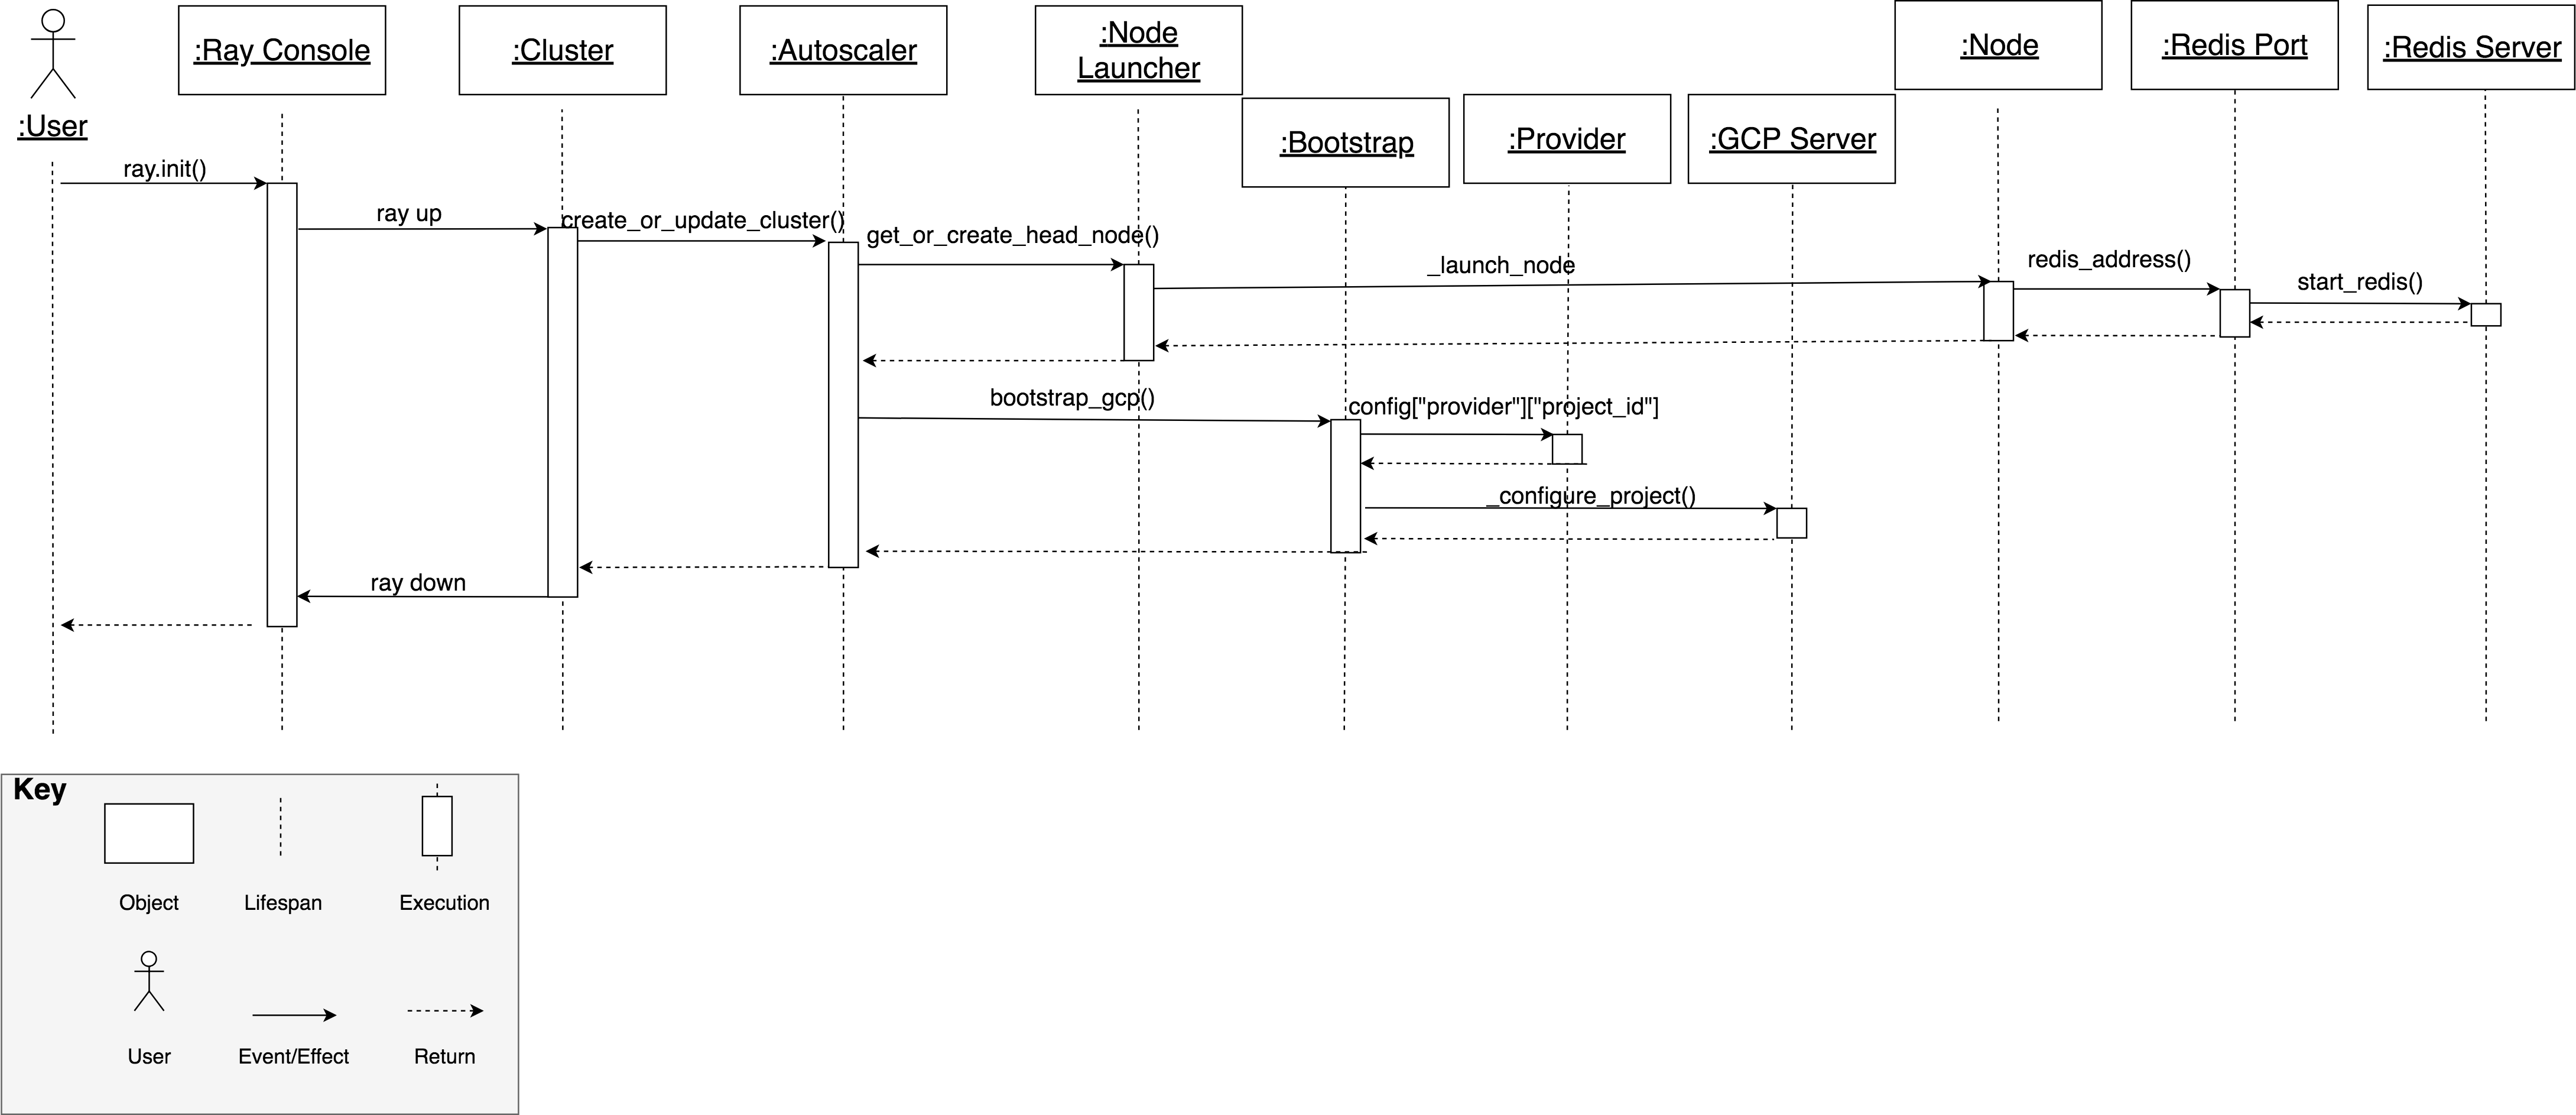 :User
:Ray Console
:Cluster
:Autoscaler
:Node
Launcher
:Bootstrap
:Provider
:GCP Server
:Node
:Redis Port
:Redis Server
ray.init()
ray up
create_or_update_cluster()
get_or_create_head_node()
_launch_node
redis_address()
start_redis()
bootstrap_gcp()
config["provider"]["project_id"]
_configure_project()
ray down
Key
Object
Lifespan
Execution
User
Event/Effect
Return